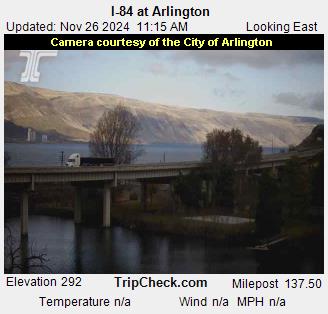 I-84 at Arlington
Updated: Nov 26 2024 11:15 AM Looking East
Camera courtesy of the City of Arlington
Elevation 292 TripCheck.com Milepost 137.50
Temperature n/a Wind n/a MPH n/a